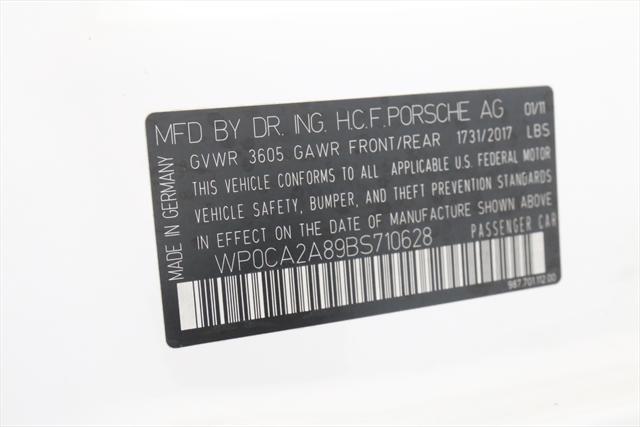 MFD BY DR. ING. H.C.F. PORSCHE AG 01/11
GVWR 3605 GAWR FRONT/REAR 1731/2017 LBS
THIS VEHICLE CONFORMS TO ALL APPLICABLE U.S. FEDERAL MOTOR
VEHICLE SAFETY, BUMPER, AND THEFT PREVENTION STANDARDS
IN EFFECT ON THE DATE OF MANUFACTURE SHOWN ABOVE
WP0CA2A89BS710628 PASSENGER CAR
987.701.112 00
MADE IN GERMANY